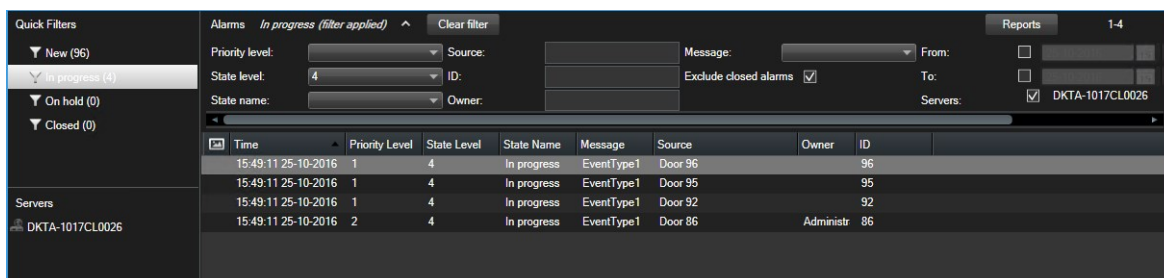 Quick Filters
New (96)
In progress (4)
On hold (0)
Closed (0)
Servers
DKTA-1017CL0026
Alarms In progress (filter applied) Clear filter Reports 1-4
Priority level: Source: Message: From:
State level: 4 ID: Exclude closed alarms To:
State name: Owner: Servers: DKTA-1017CL0026
Time Priority Level State Level State Name Message Source Owner ID
15:49:11 25-10-2016 1 4 In progress EventType1 Door 96 96
15:49:11 25-10-2016 1 4 In progress EventType1 Door 95 95
15:49:11 25-10-2016 1 4 In progress EventType1 Door 92 92
15:49:11 25-10-2016 2 4 In progress EventType1 Door 86 Administr 86